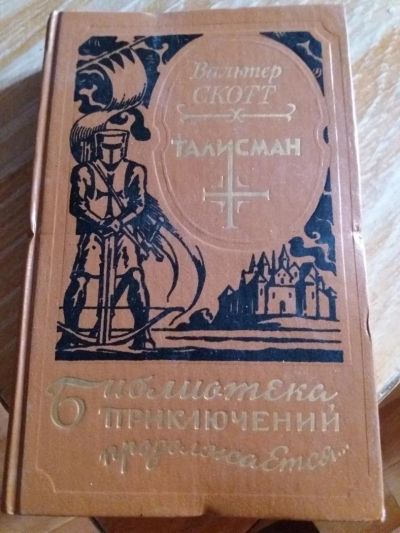 Вальтер
СКОТТ
ТАЛИСМАН
Библиотека
ПРИКЛЮЧЕНИЙ
продолжается...